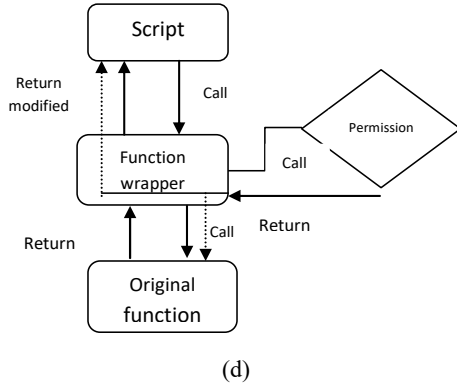 Script
Return
modified
Call
Permission
Function
wrapper
Call
Return
Call
Return
Original
function
(d)